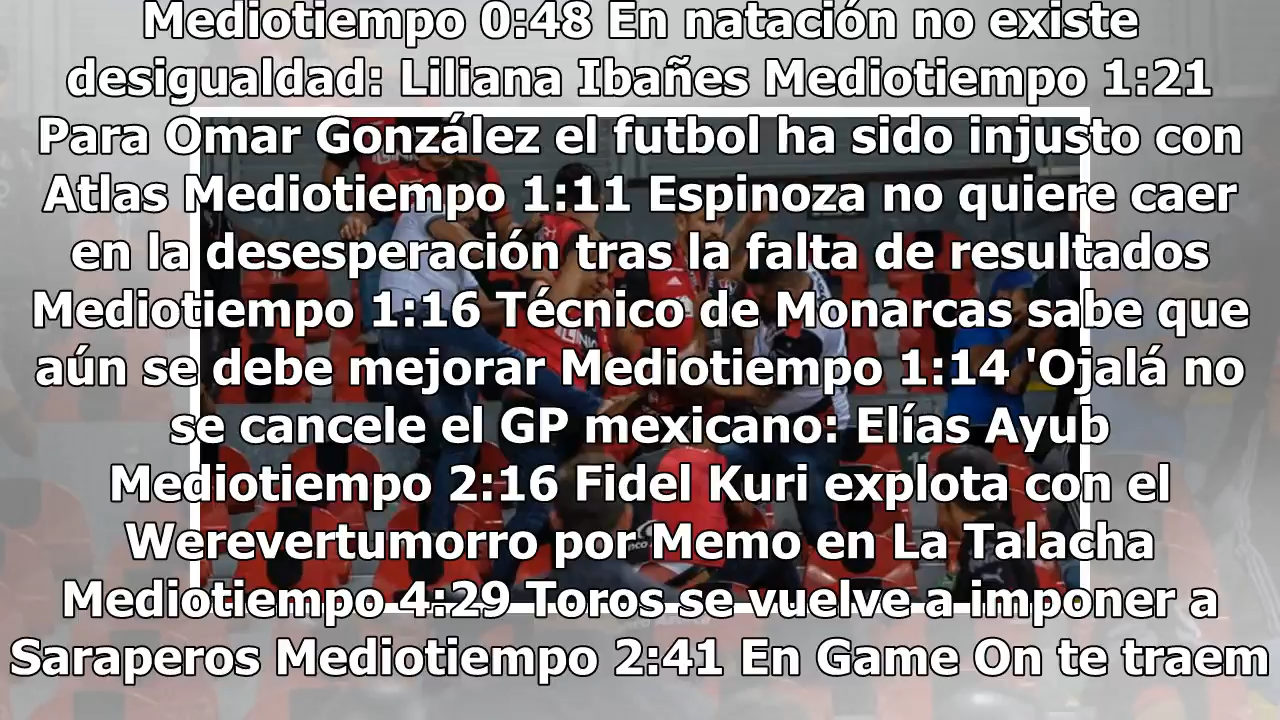 Mediotiempo 0:48 En natación no existe
desigualdad: Liliana Ibañes Mediotiempo 1:21
Para Omar González el futbol ha sido injusto con
Atlas Mediotiempo 1:11 Espinoza no quiere caer
en la desesperación tras la falta de resultados
Mediotiempo 1:16 Técnico de Monarcas sabe que
aún se debe mejorar Mediotiempo 1:14 'Ojalá no
se cancele el GP mexicano: Elías Ayub
Mediotiempo 2:16 Fidel Kuri explota con el
Werevertumorro por Memo en La Talacha
Mediotiempo 4:29 Toros se vuelve a imponer a
Saraperos Mediotiempo 2:41 En Game On te traem